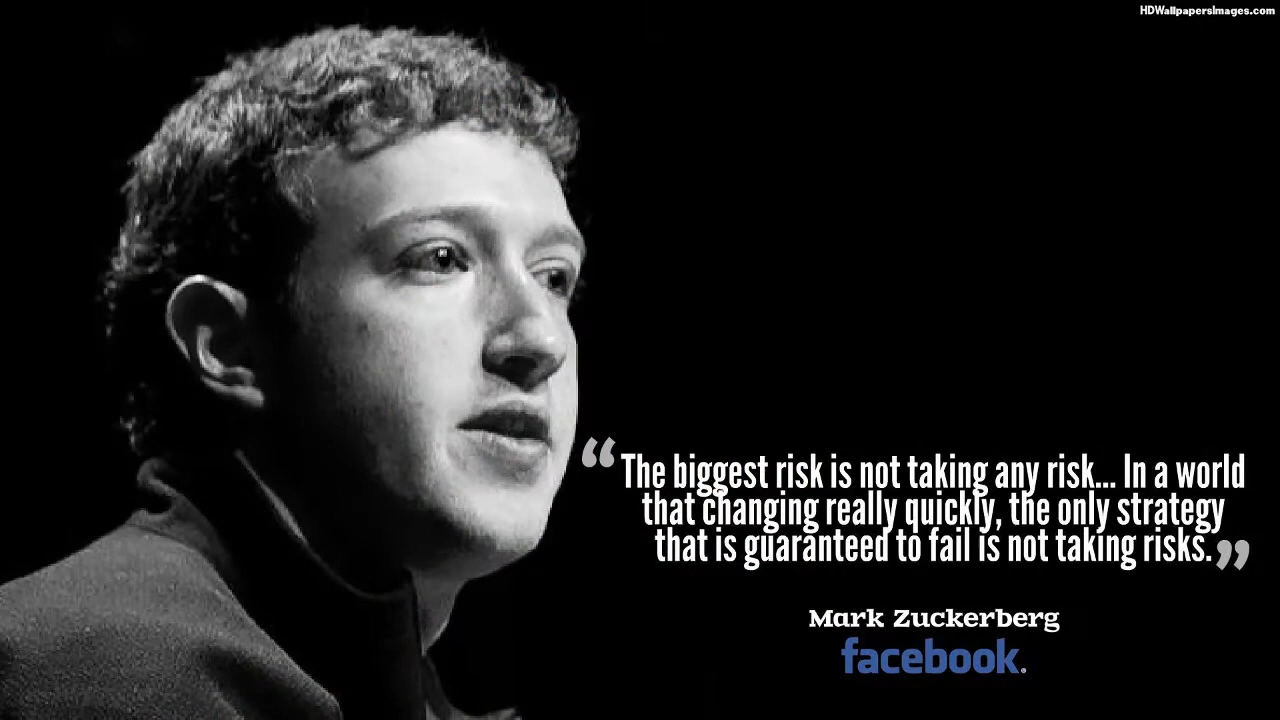 HDWallpapersImages.com
“The biggest risk is not taking any risk... In a world
that changing really quickly, the only strategy
that is guaranteed to fail is not taking risks.”
Mark Zuckerberg
facebook.